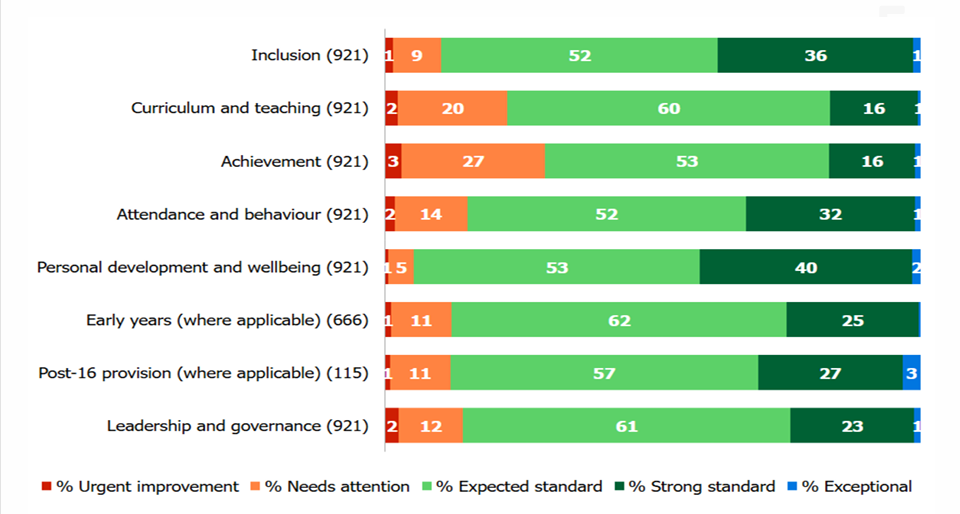 Inclusion (921) 1 9 52 36 1
Curriculum and teaching (921) 2 20 60 16 1
Achievement (921) 3 27 53 16 1
Attendance and behaviour (921) 2 14 52 32 1
Personal development and wellbeing (921) 1 5 53 40 2
Early years (where applicable) (666) 1 11 62 25
Post-16 provision (where applicable) (115) 1 11 57 27 3
Leadership and governance (921) 2 12 61 23 1
% Urgent improvement % Needs attention % Expected standard % Strong standard % Exceptional